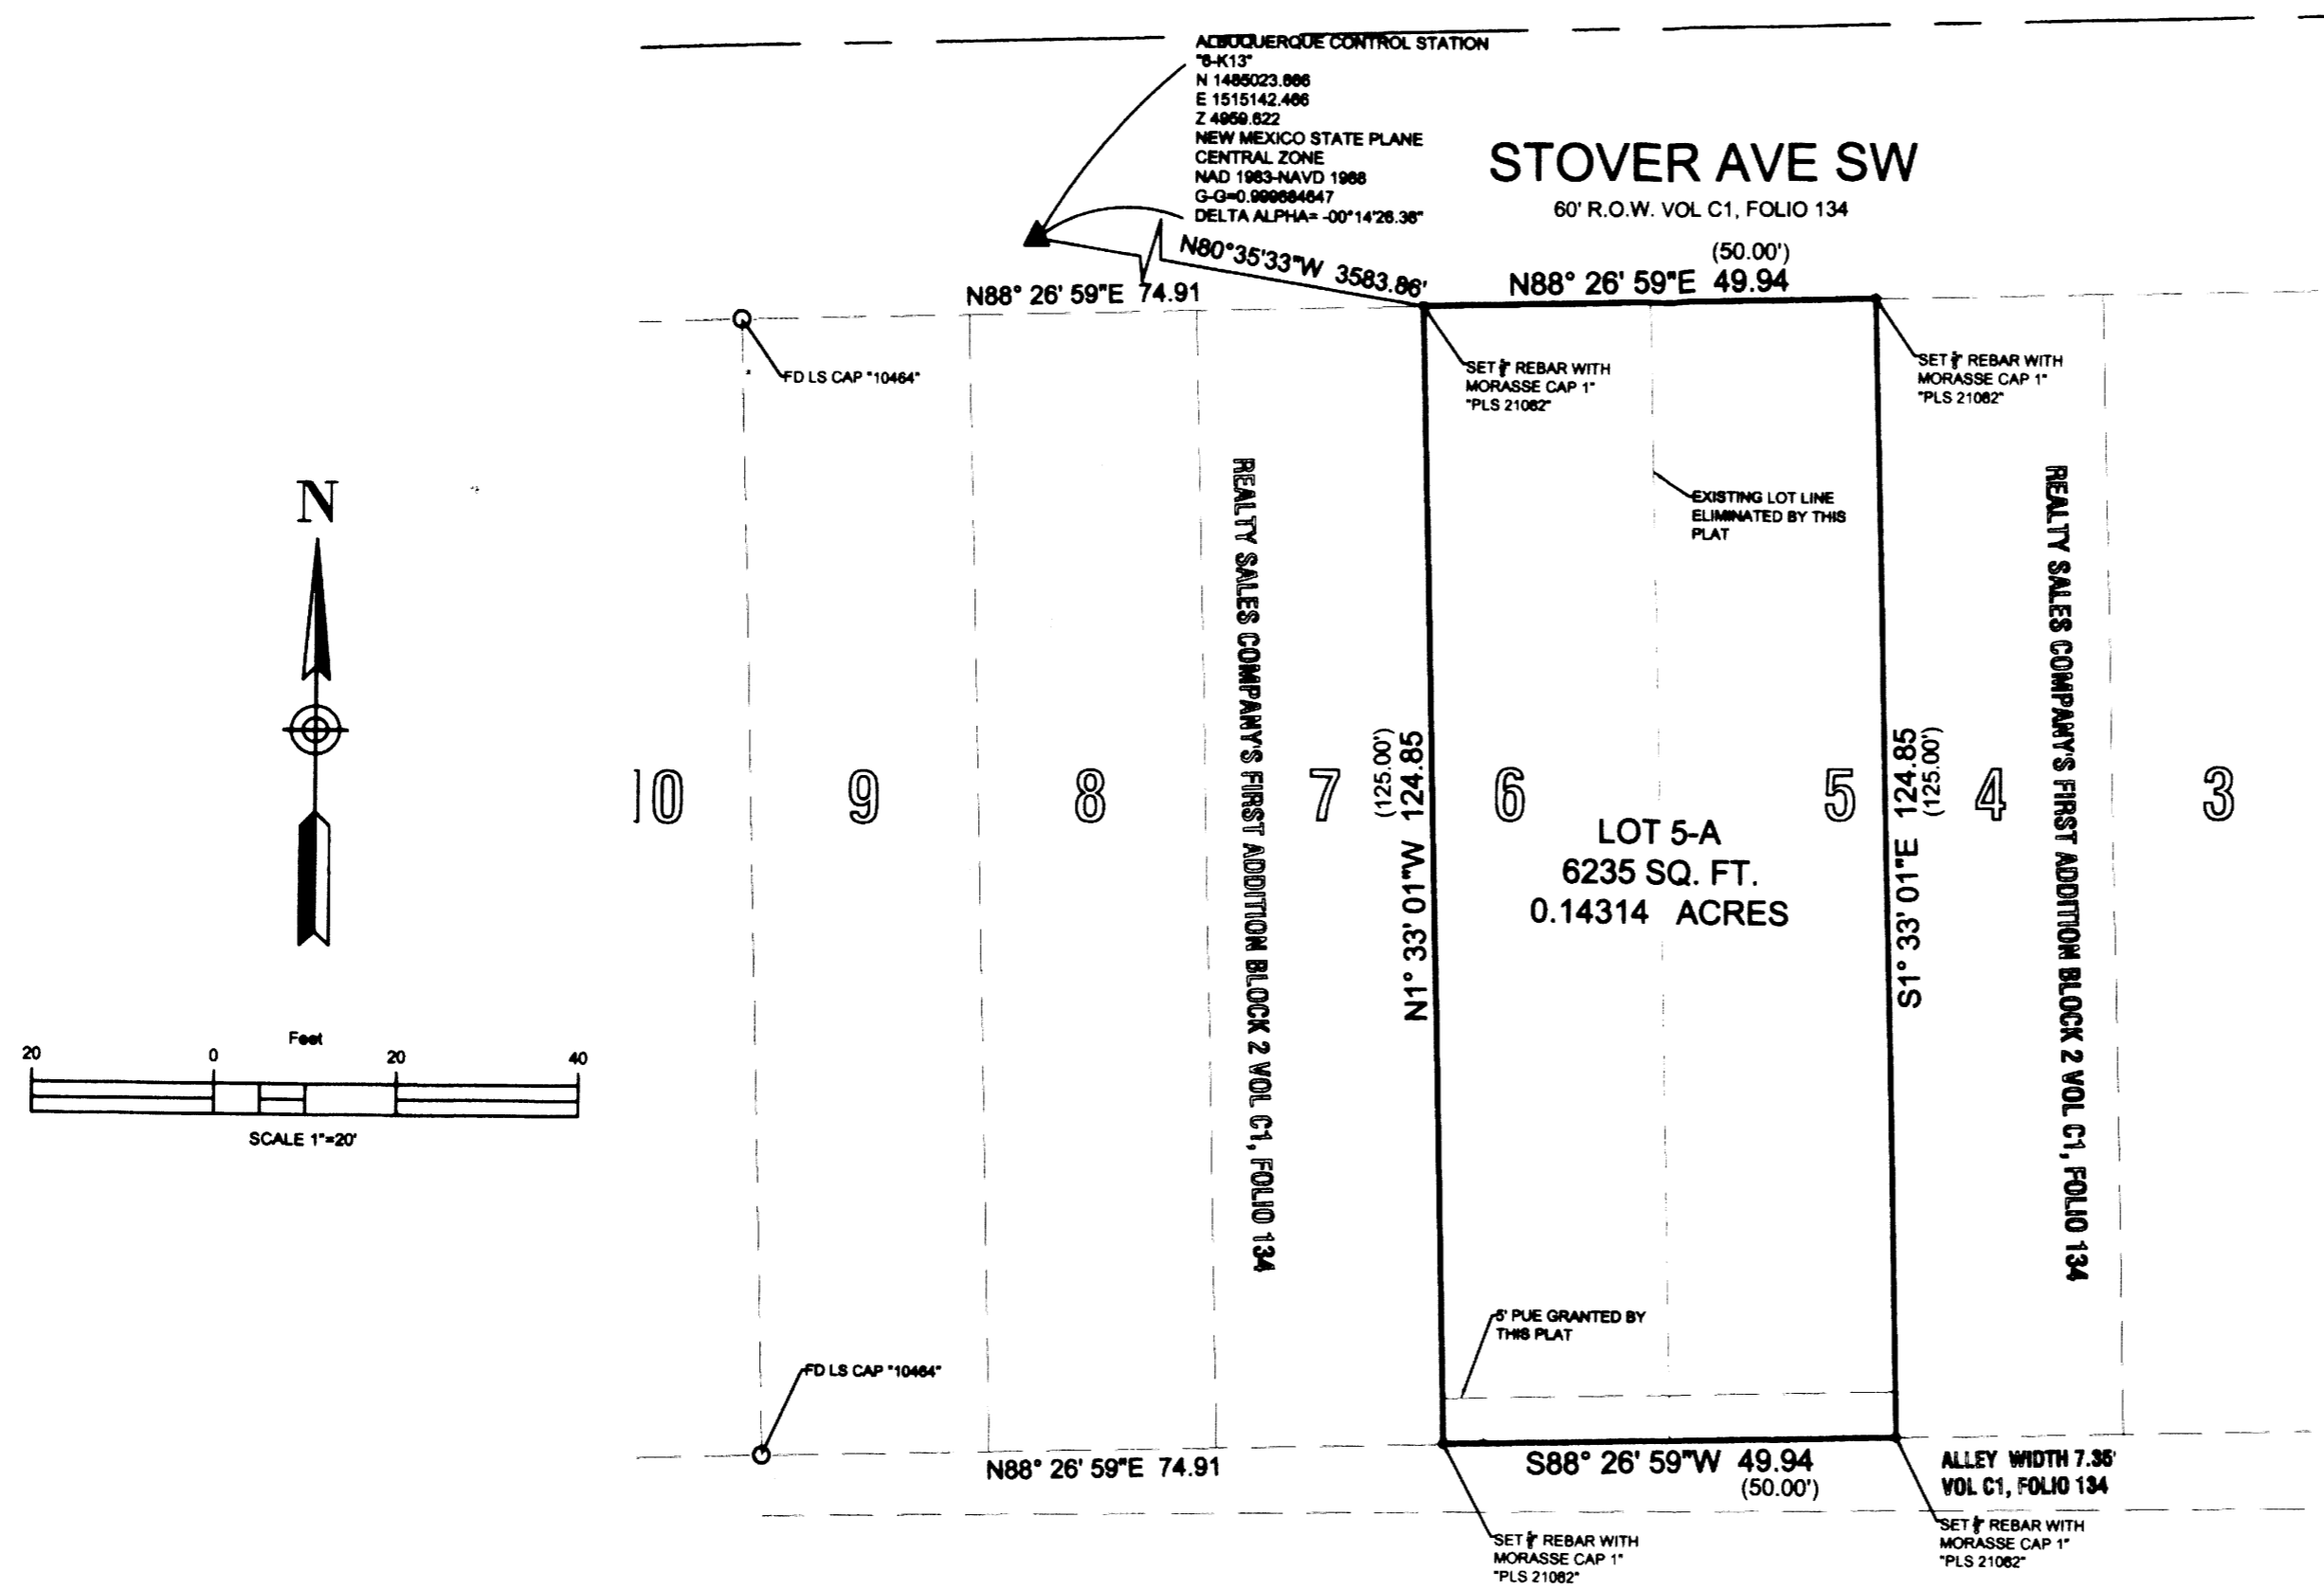 ALBUQUERQUE CONTROL STATION
"6-K13"
E 1515142.466
NEW MEXICO STATE PLANE
CENTRAL ZONE
NAD 1983-NAVD 1988
DELTA ALPHA= -00°14'26.36"
STOVER AVE SW
60' R.O.W. VOL C1, FOLIO 134
(50.00')
N88° 26' 59"E 49.94
N80°35'33"W 3583.86'
N88° 26' 59"E 74.91
FD LS CAP "10464"
SET REBAR WITH
MORASSE CAP 1"
"PLS 21082"
SET REBAR WITH
MORASSE CAP 1"
"PLS 21082"
N
EXISTING LOT LINE
ELIMINATED BY THIS
PLAT
REALTY SALES COMPANY'S FIRST ADDITION BLOCK 2 VOL C1, FOLIO 134
REALTY SALES COMPANY'S FIRST ADDITION BLOCK 2 VOL C1, FOLIO 134
10 9 8 7 6 5 4 3
N1° 33' 01"W 124.85
(125.00')
S1° 33' 01"E 124.85
(125.00')
LOT 5-A
6235 SQ. FT.
0.14314 ACRES
Feet
20 0 20 40
SCALE 1"=20'
5' PUE GRANTED BY
THIS PLAT
FD LS CAP "10464"
N88° 26' 59"E 74.91
S88° 26' 59"W 49.94
(50.00')
ALLEY WIDTH 7.35'
VOL C1, FOLIO 134
SET REBAR WITH
MORASSE CAP 1"
"PLS 21082"
SET REBAR WITH
MORASSE CAP 1"
"PLS 21082"